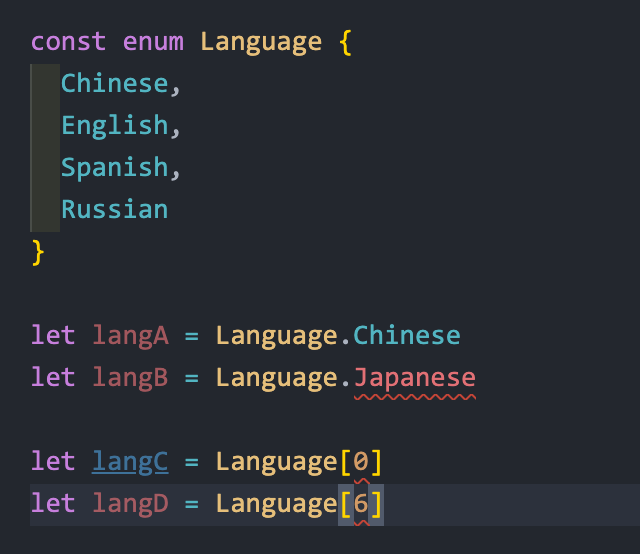 const enum Language {
  Chinese,
  English,
  Spanish,
  Russian
}
let langA = Language.Chinese
let langB = Language.Japanese
let langC = Language[0]
let langD = Language[6]